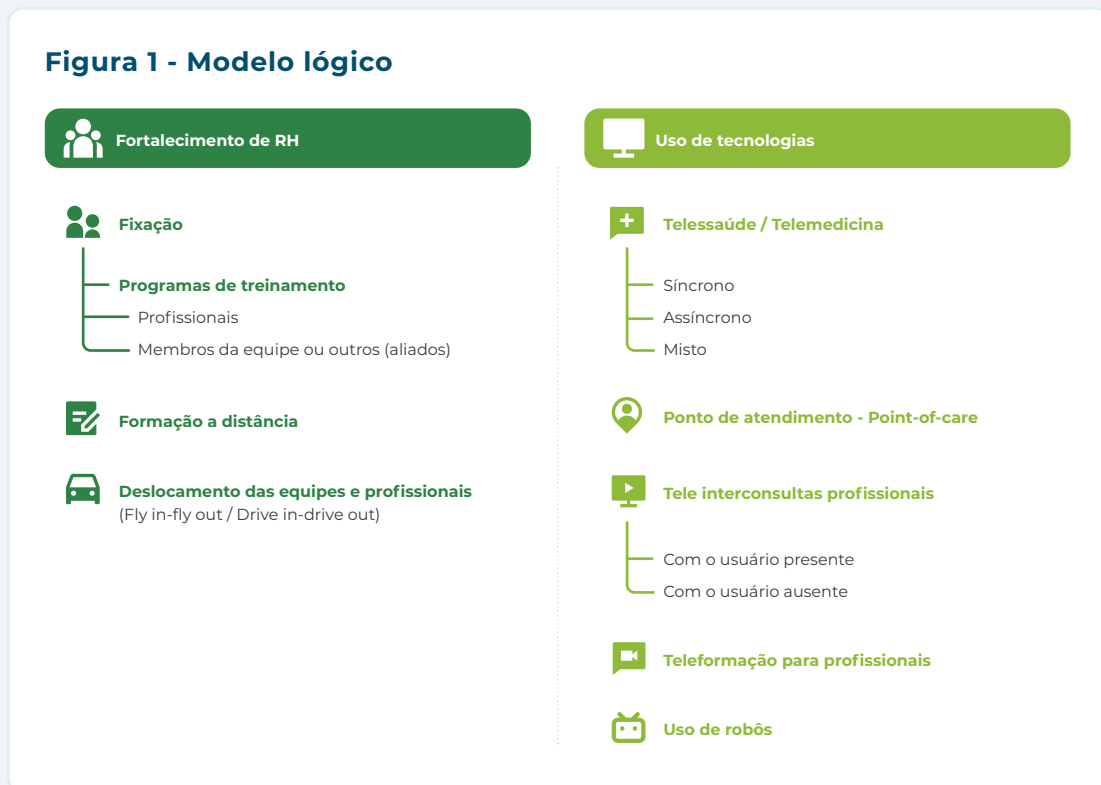 Figura 1 - Modelo lógico
Fortalecimento de RH
Fixação
Programas de treinamento
Profissionais
Membros da equipe ou outros (aliados)
Formação a distância
Deslocamento das equipes e profissionais
(Fly in-fly out / Drive in-drive out)
Uso de tecnologias
Telessaúde / Telemedicina
Síncrono
Assíncrono
Misto
Ponto de atendimento - Point-of-care
Tele interconsultas profissionais
Com o usuário presente
Com o usuário ausente
Teleformação para profissionais
Uso de robôs